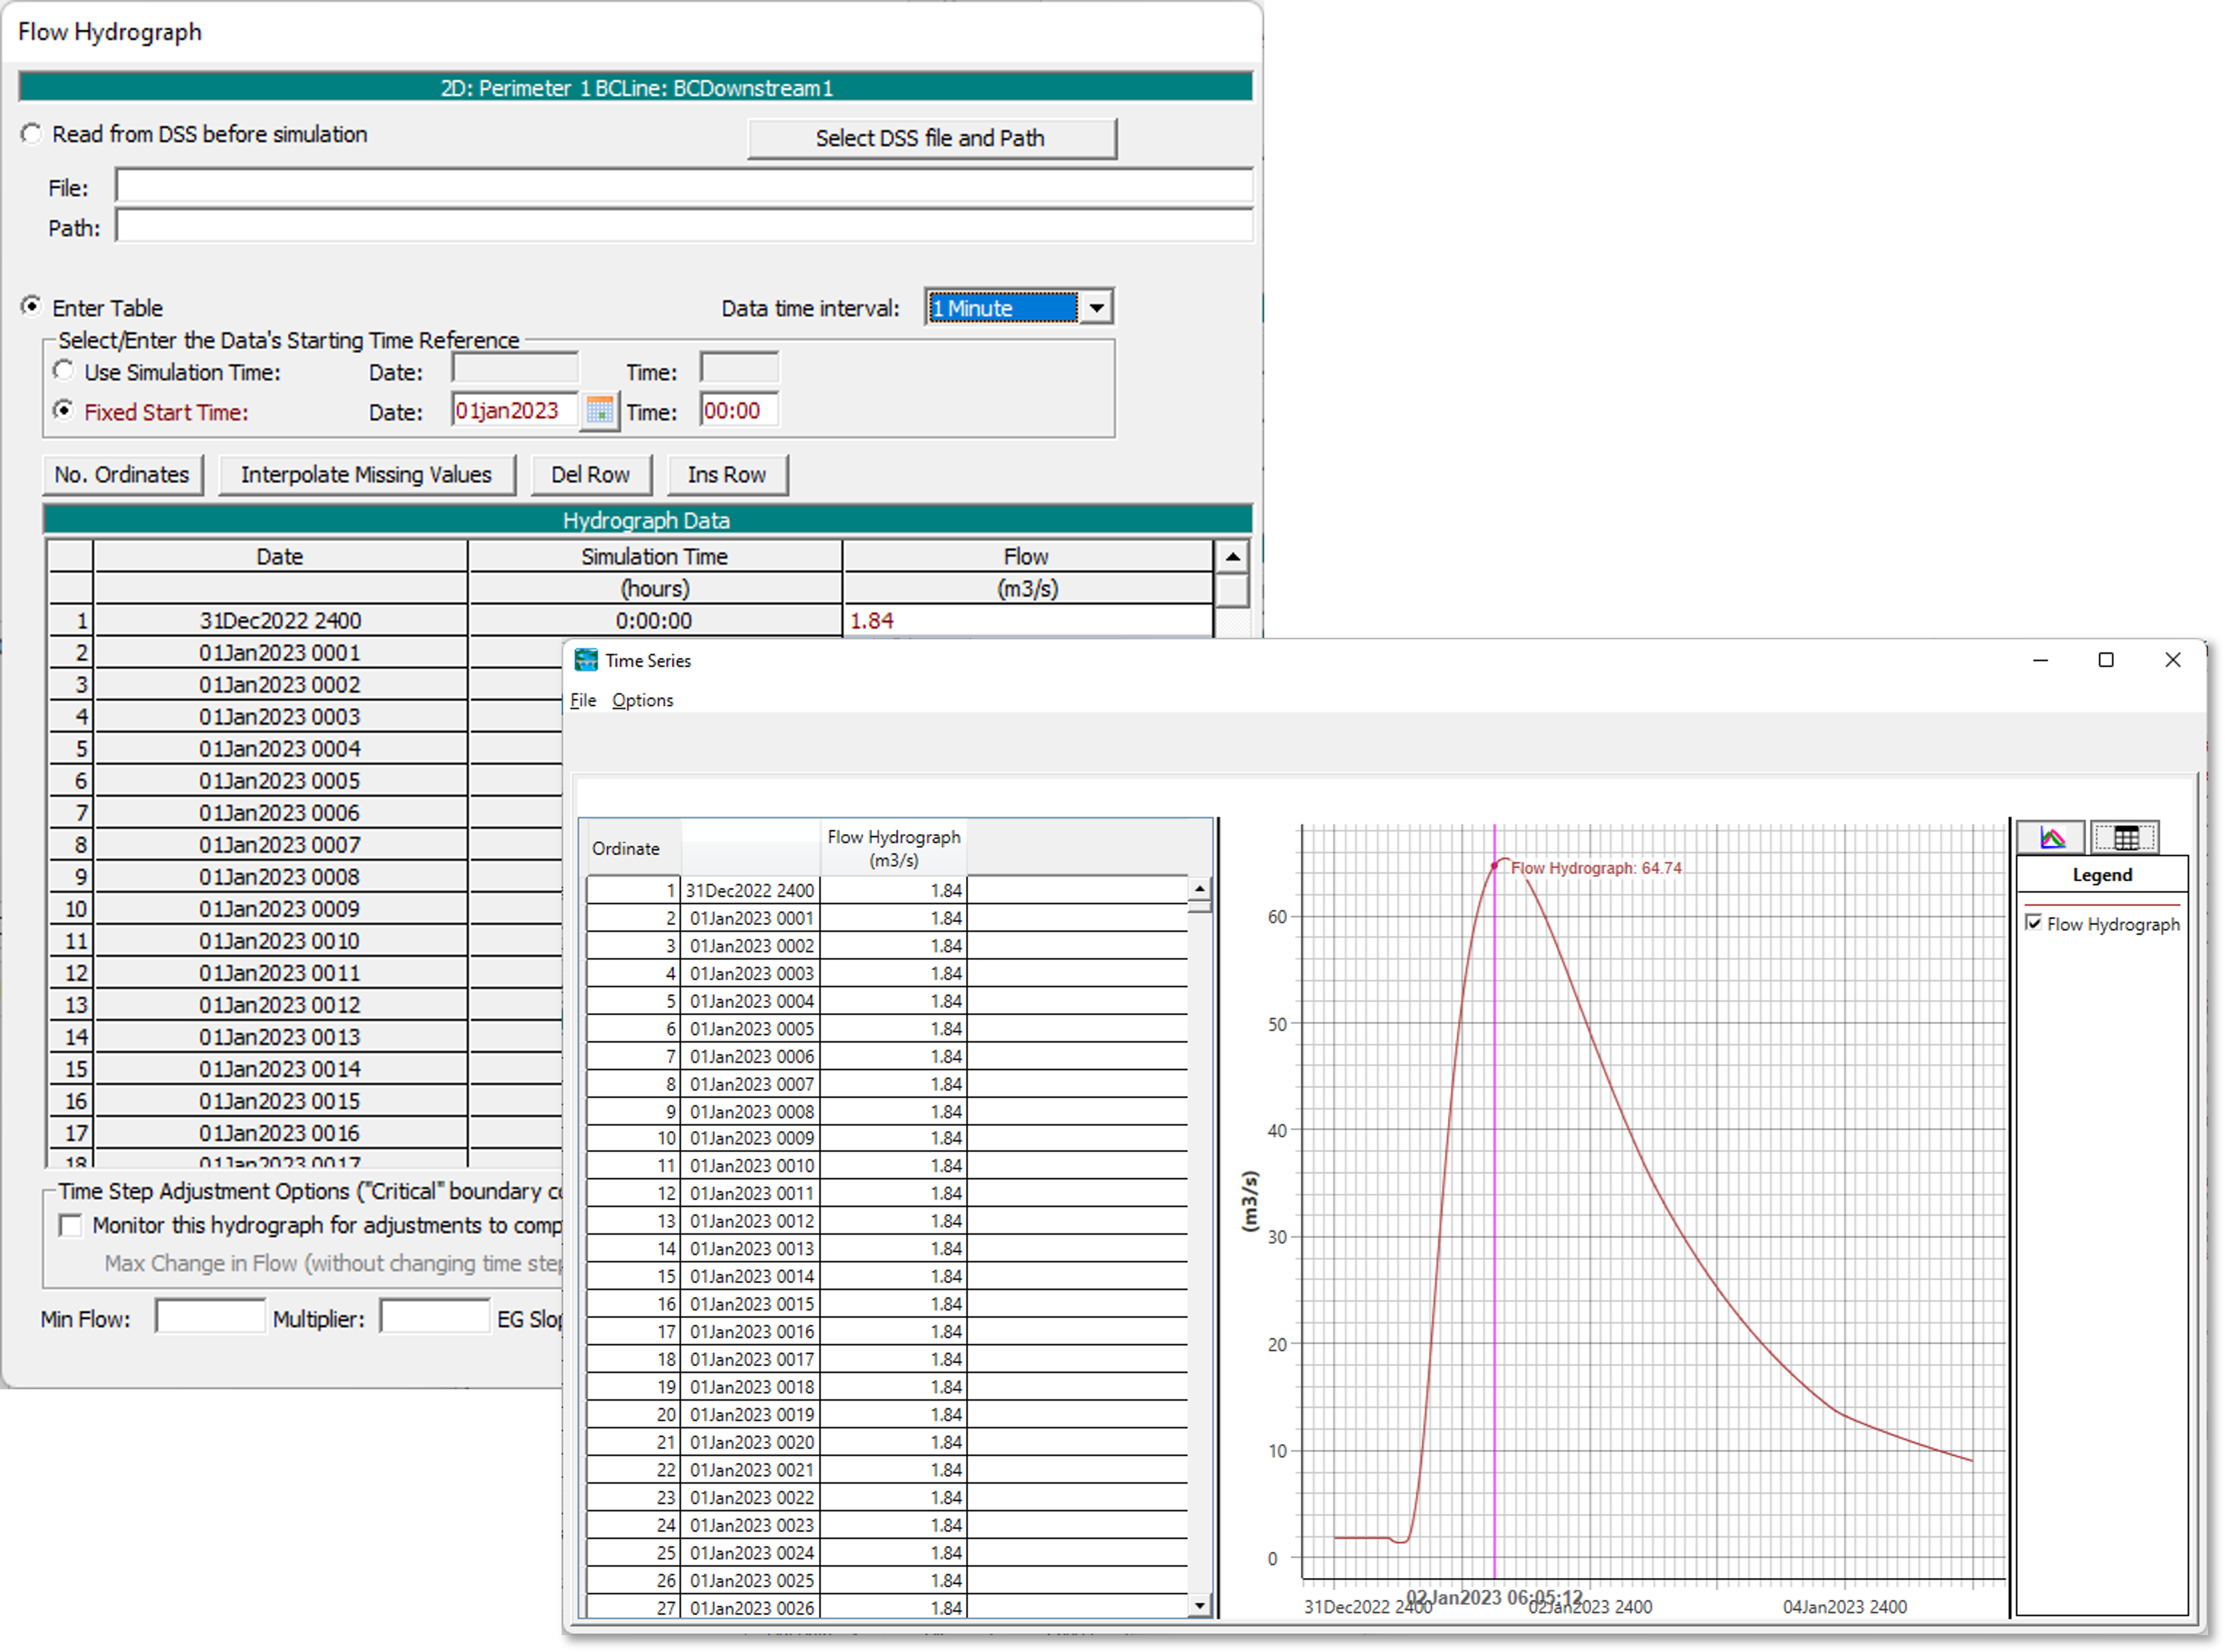 Flow Hydrograph
2D: Perimeter 1 BCLine: BCDownstream1
Read from DSS before simulation
Select DSS file and Path
File:
Path:
Enter Table
Data time interval:
1 Minute
Select/Enter the Data's Starting Time Reference
Use Simulation Time: Date: Time:
Fixed Start Time: Date: 01jan2023 Time: 00:00
No. Ordinates Interpolate Missing Values Del Row Ins Row
Hydrograph Data
Date Simulation Time Flow
(hours) (m3/s)
1 31Dec2022 2400 0:00:00 1.84
2 01Jan2023 0001
3 01Jan2023 0002
4 01Jan2023 0003
5 01Jan2023 0004
6 01Jan2023 0005
7 01Jan2023 0006
8 01Jan2023 0007
9 01Jan2023 0008
10 01Jan2023 0009
11 01Jan2023 0010
12 01Jan2023 0011
13 01Jan2023 0012
14 01Jan2023 0013
15 01Jan2023 0014
16 01Jan2023 0015
17 01Jan2023 0016
18 01Jan2023 0017
Time Step Adjustment Options ("Critical" boundary
Monitor this hydrograph for adjustments to
Max Change in Flow (without changing time
Min Flow: Multiplier: EG
Time Series
File Options
Ordinate Flow Hydrograph
(m3/s)
1 31Dec2022 2400 1.84
2 01Jan2023 0001 1.84
3 01Jan2023 0002 1.84
4 01Jan2023 0003 1.84
5 01Jan2023 0004 1.84
6 01Jan2023 0005 1.84
7 01Jan2023 0006 1.84
8 01Jan2023 0007 1.84
9 01Jan2023 0008 1.84
10 01Jan2023 0009 1.84
11 01Jan2023 0010 1.84
12 01Jan2023 0011 1.84
13 01Jan2023 0012 1.84
14 01Jan2023 0013 1.84
15 01Jan2023 0014 1.84
16 01Jan2023 0015 1.84
17 01Jan2023 0016 1.84
18 01Jan2023 0017 1.84
19 01Jan2023 0018 1.84
20 01Jan2023 0019 1.84
21 01Jan2023 0020 1.84
22 01Jan2023 0021 1.84
23 01Jan2023 0022 1.84
24 01Jan2023 0023 1.84
25 01Jan2023 0024 1.84
26 01Jan2023 0025 1.84
27 01Jan2023 0026 1.84
Flow Hydrograph: 64.74
60
50
40
30
20
10
0
(m3/s)
02Jan2023 06:05:12
31Dec2022 2400 02Jan2023 2400 04Jan2023 2400
Legend
Flow Hydrograph